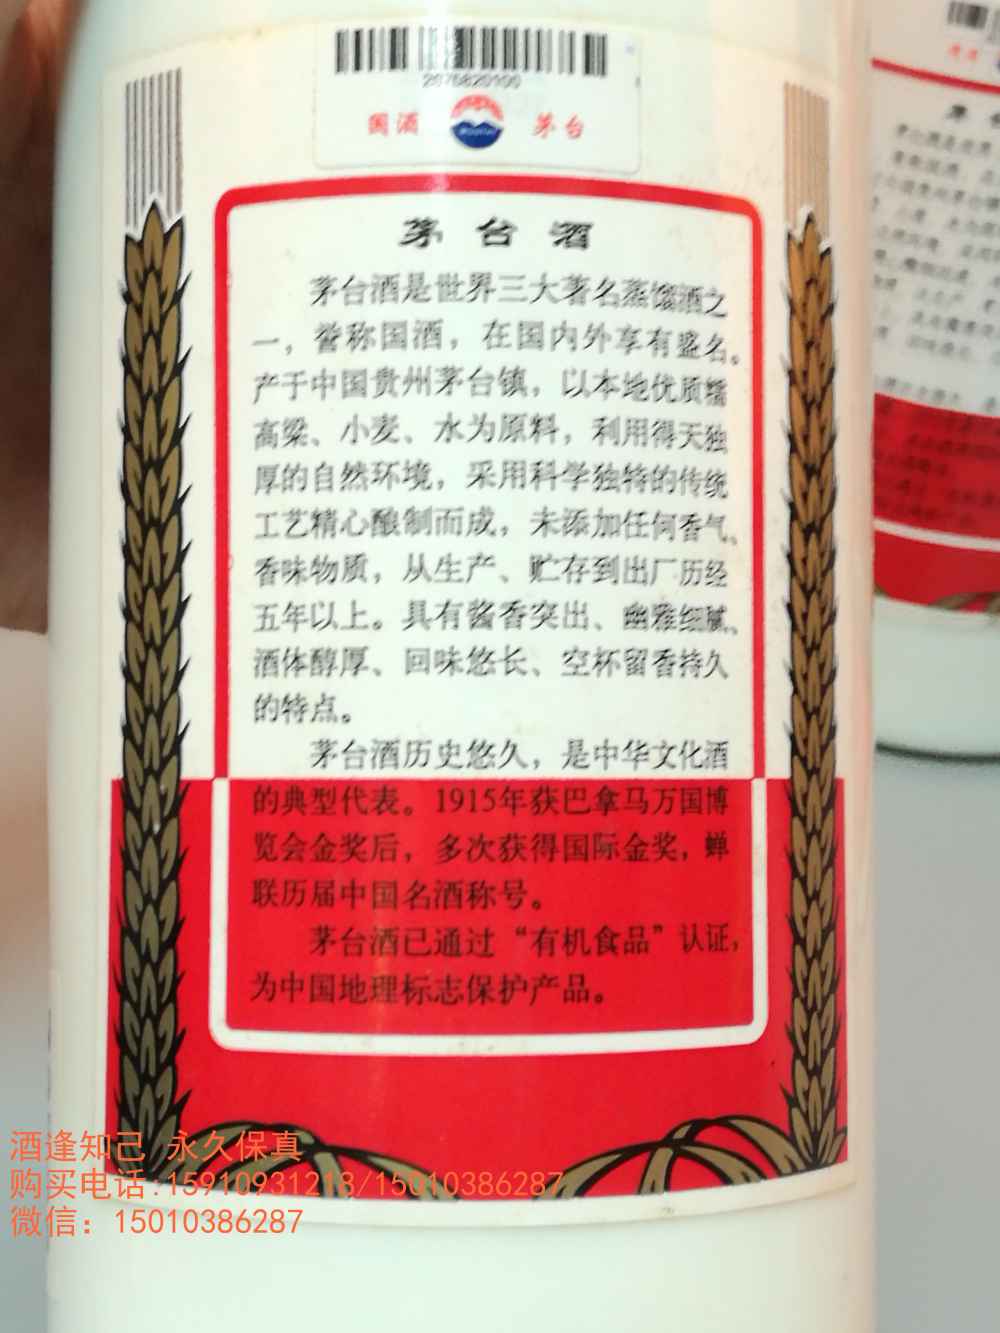 2676820100
国酒 茅台
茅台酒
茅台酒是世界三大著名蒸馏酒之
一，誉称国酒，在国内外享有盛名。
产于中国贵州茅台镇，以本地优质糯
高粱、小麦、水为原料，利用得天独
厚的自然环境，采用科学独特的传统
工艺精心酿制而成，未添加任何香气、
香味物质，从生产、贮存到出厂历经
五年以上。具有酱香突出、幽雅细腻、
酒体醇厚、回味悠长、空杯留香持久
的特点。
茅台酒历史悠久，是中华文化酒
的典型代表。1915年获巴拿马万国博
览会金奖后，多次获得国际金奖，蝉
联历届中国名酒称号。
茅台酒已通过“有机食品”认证，
为中国地理标志保护产品。
酒逢知己 永久保真
购买电话:15910931218/15010386287
微信：15010386287